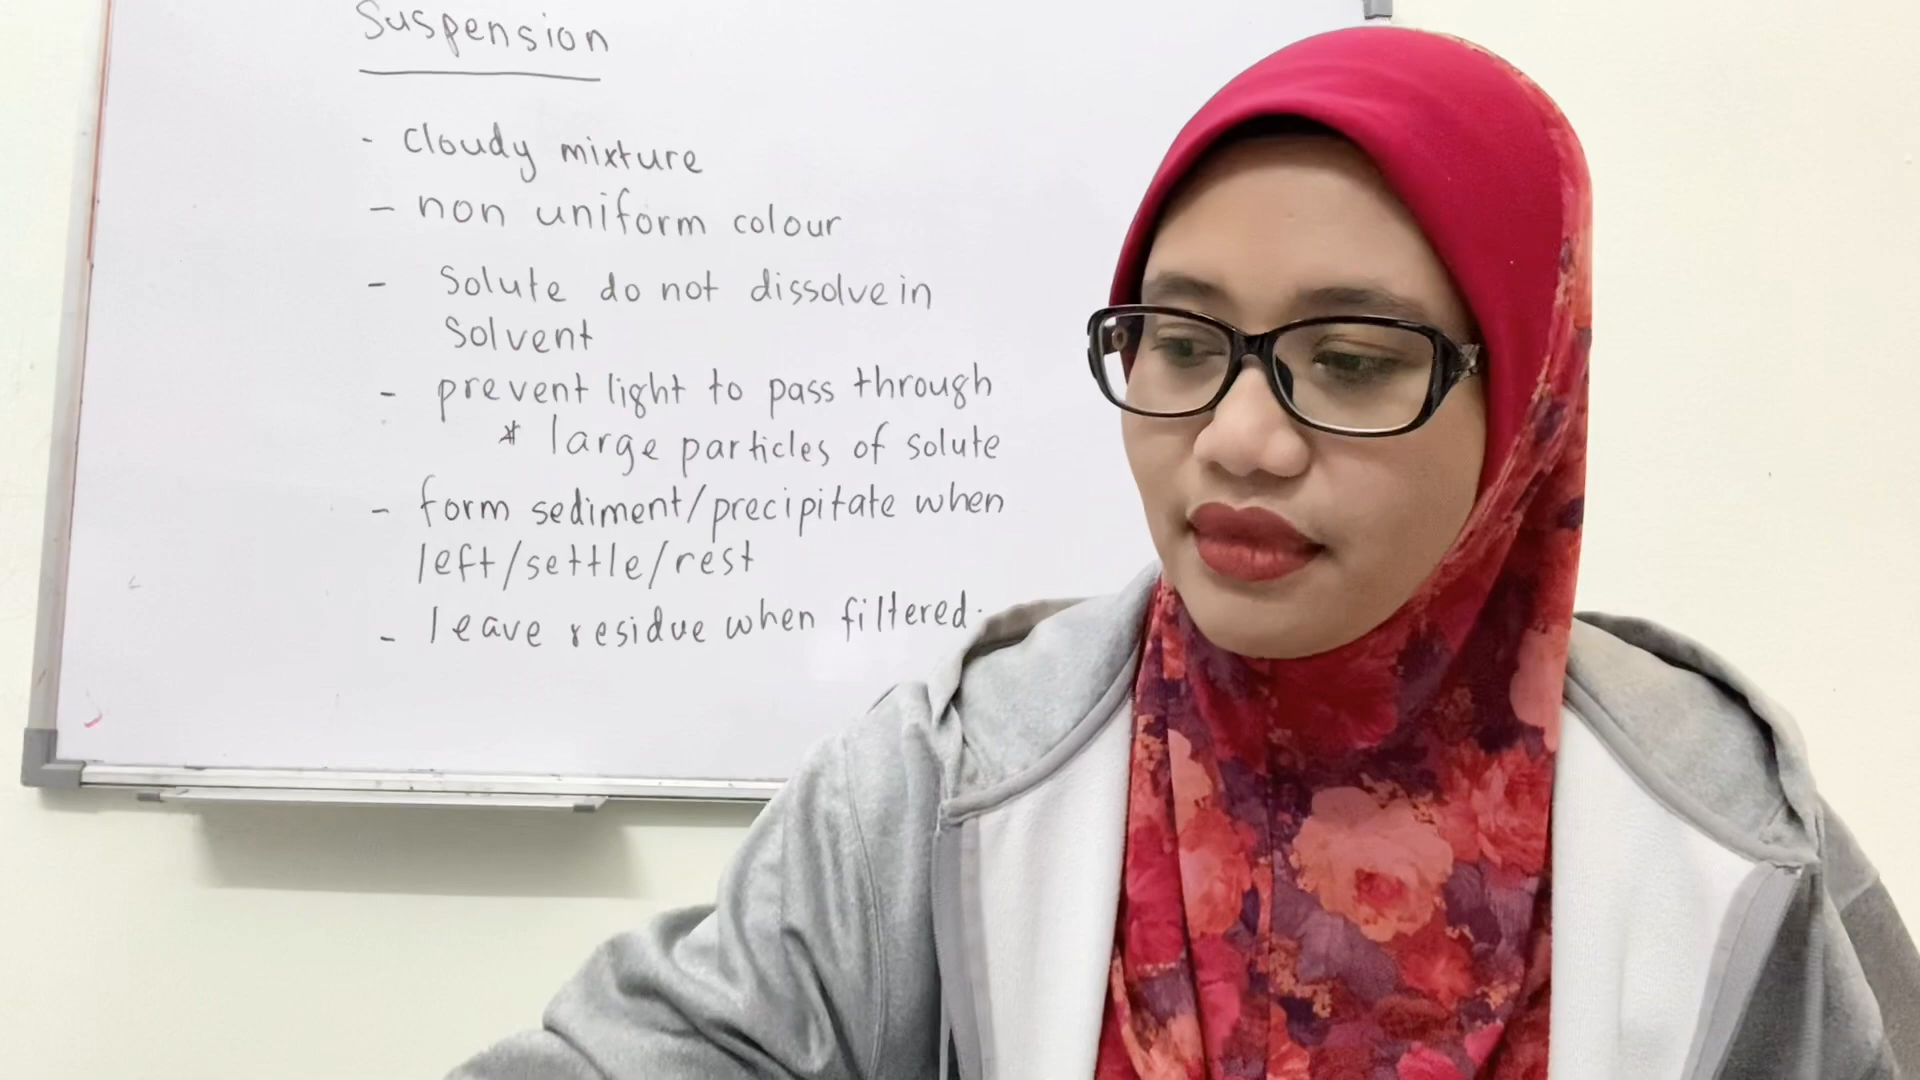 Suspension
- cloudy mixture
- non uniform colour
- Solute do not dissolve in
Solvent
- prevent light to pass through
* large particles of solute
- form sediment/precipitate when
left/settle/rest
- leave residue when filtered.